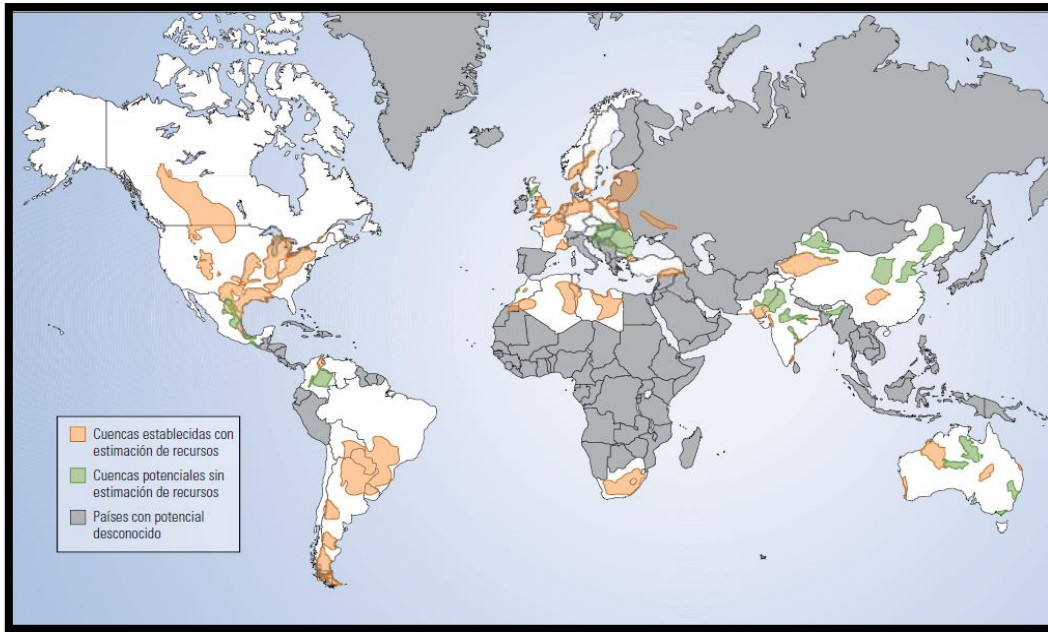 Cuencas establecidas con
estimación de recursos
Cuencas potenciales sin
estimación de recursos
Países con potencial
desconocido